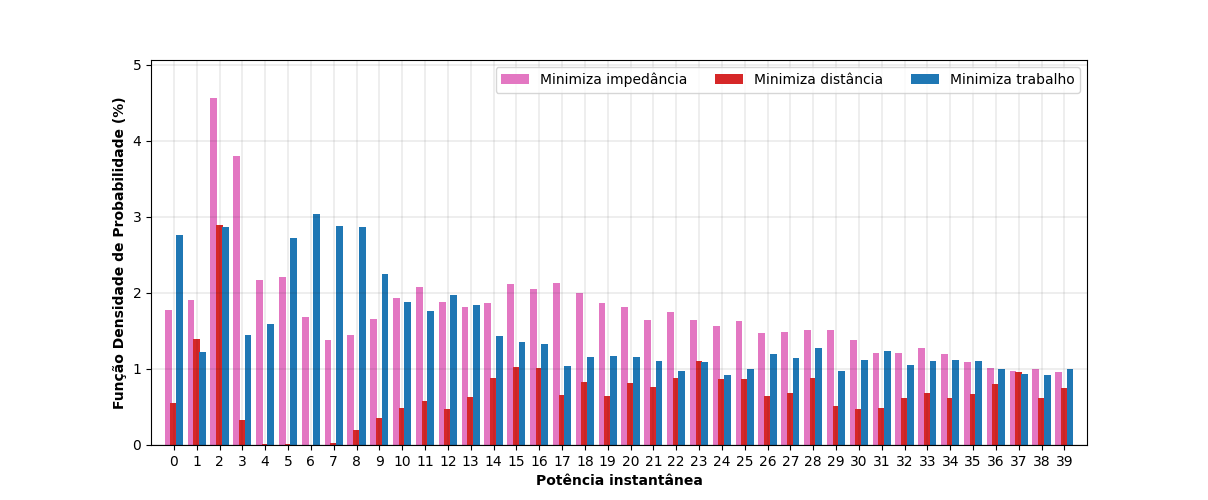 Minimiza impedância Minimiza distância Minimiza trabalho
Função Densidade de Probabilidade (%)
5
4
3
2
1
0
0 1 2 3 4 5 6 7 8 9 10 11 12 13 14 15 16 17 18 19 20 21 22 23 24 25 26 27 28 29 30 31 32 33 34 35 36 37 38 39
Potência instantânea